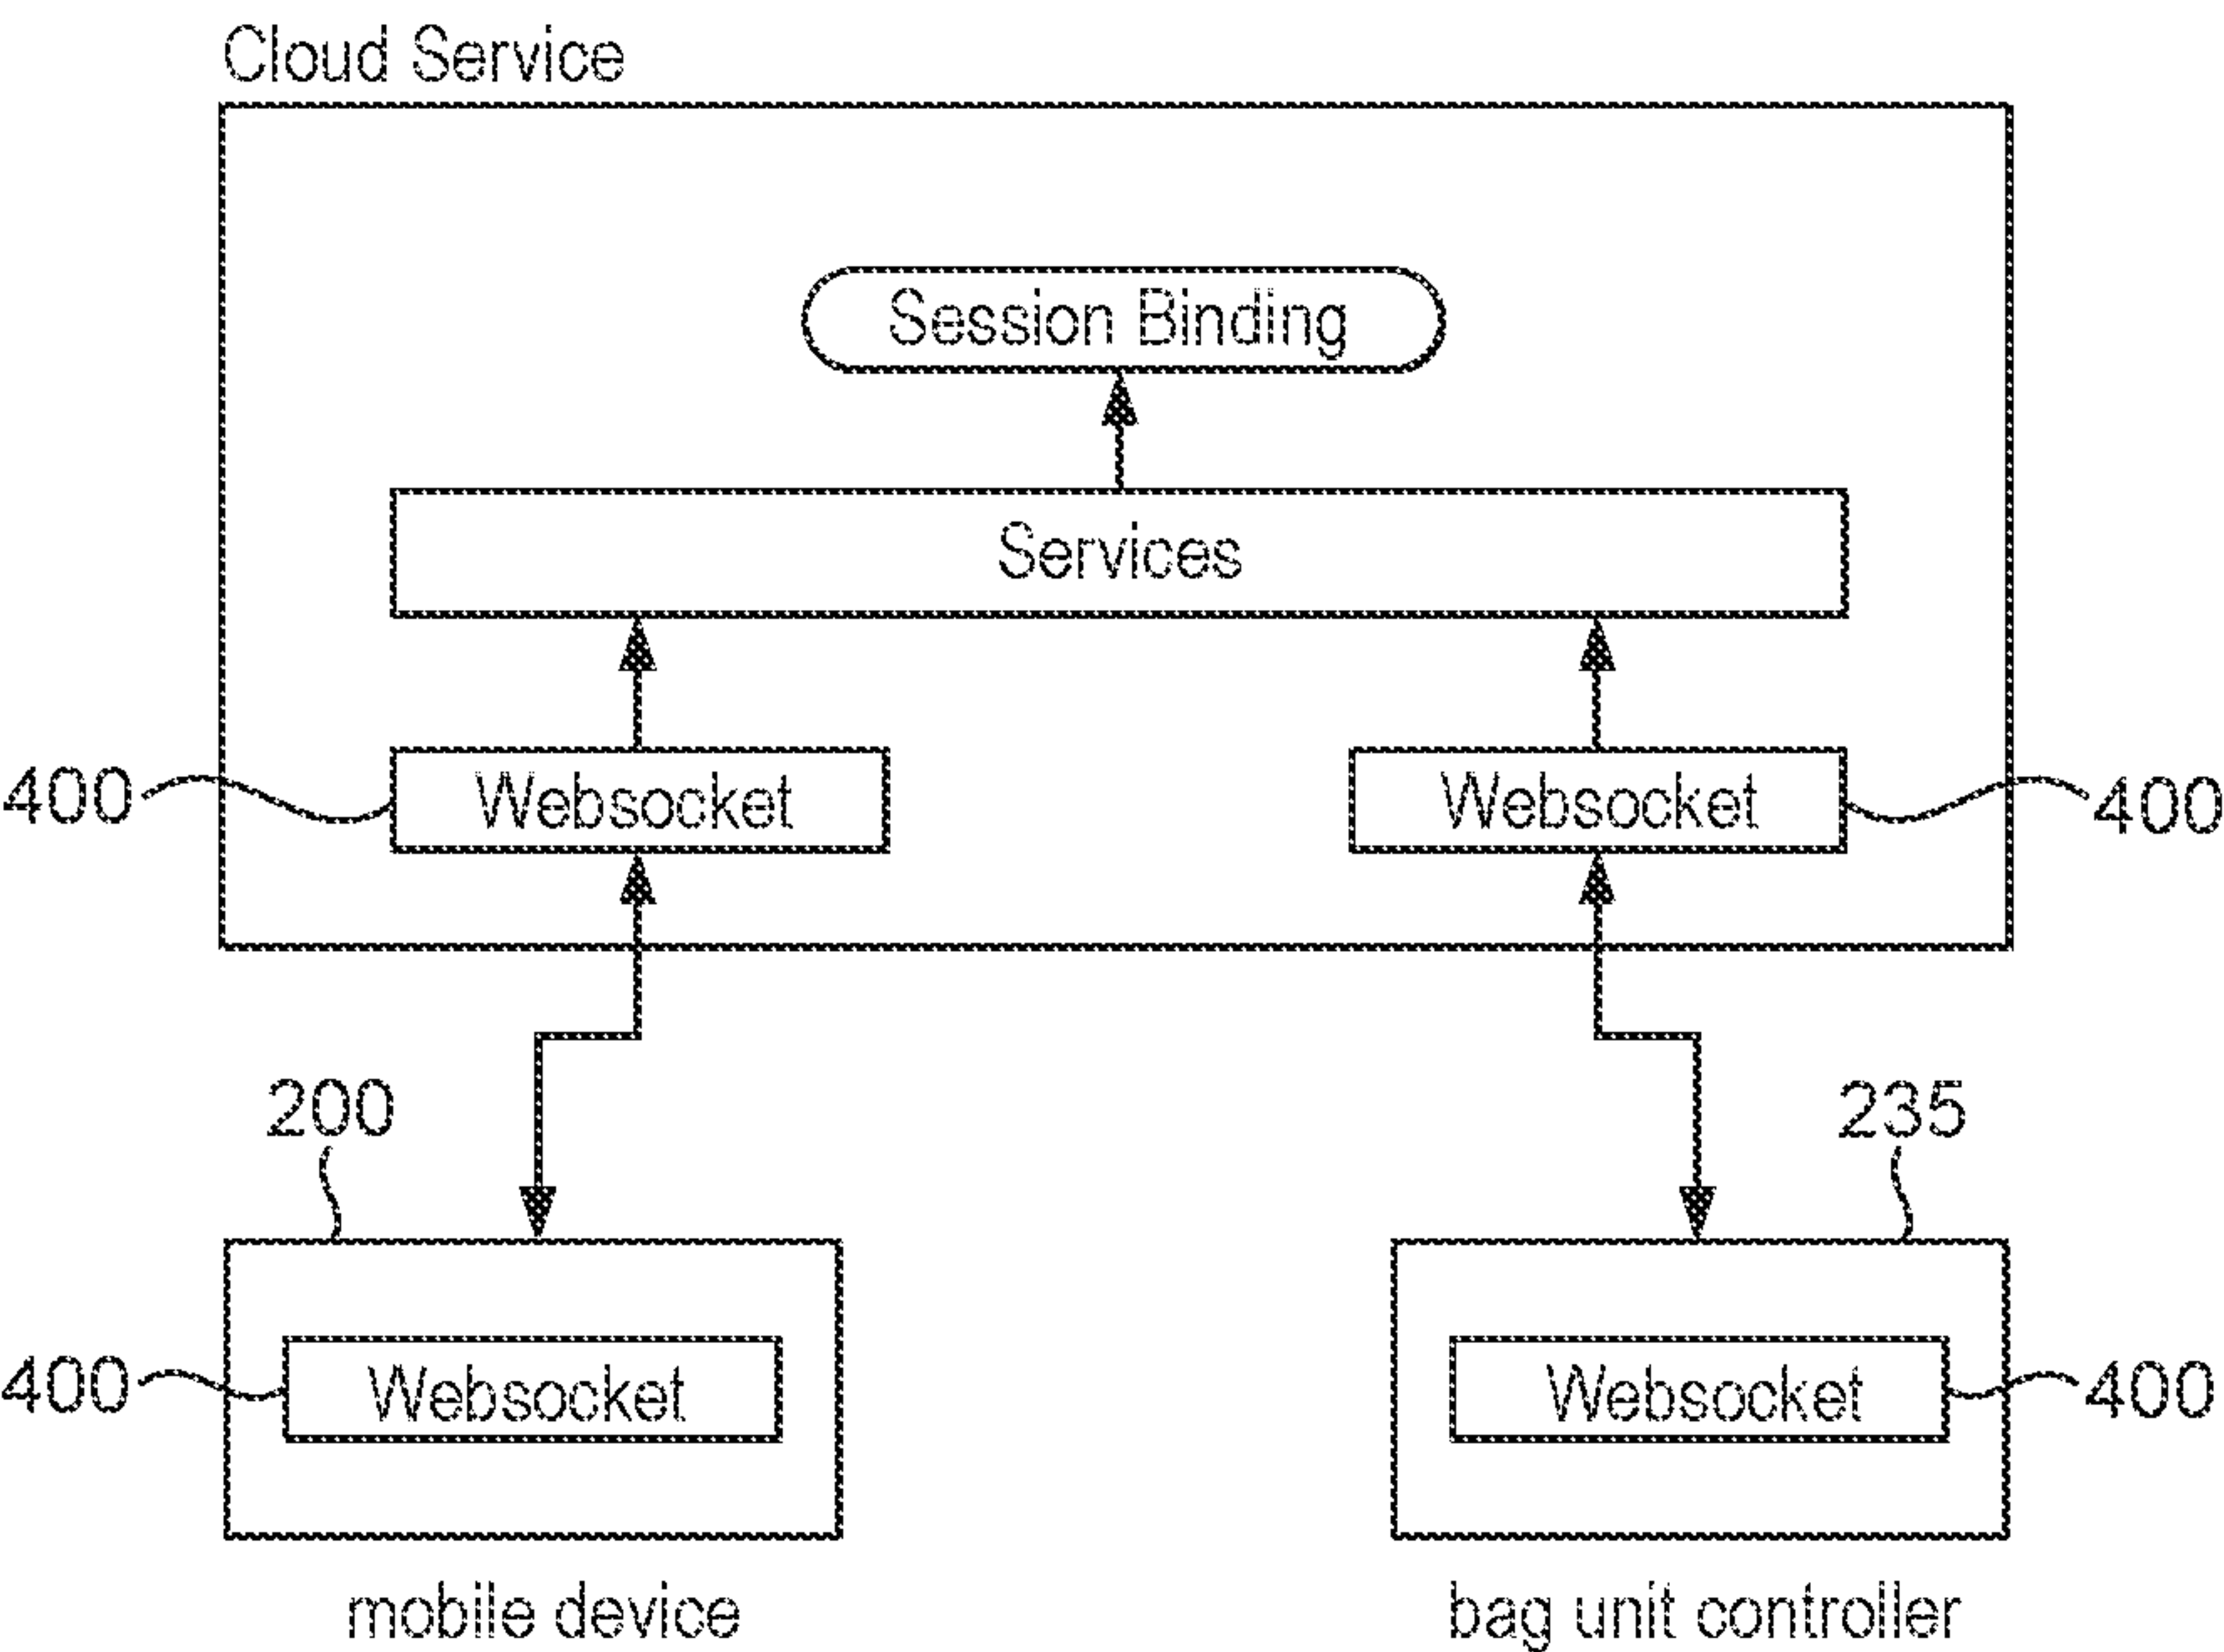 Cloud Service
Session Binding
Services
400 Websocket Websocket 400
200 235
400 Websocket Websocket 400
mobile device bag unit controller